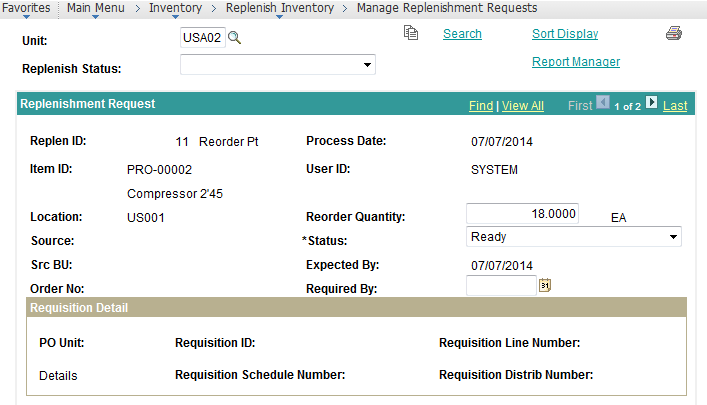 Favorites Main Menu > Inventory > Replenish Inventory > Manage Replenishment Requests
Unit: USA02 Search Sort Display
Replenish Status: Report Manager
Replenishment Request Find | View All First 1 of 2 Last
Replen ID: 11 Reorder Pt Process Date: 07/07/2014
Item ID: PRO-00002 User ID: SYSTEM
Compressor 2'45
Location: US001 Reorder Quantity: 18.0000 EA
Source: *Status: Ready
Src BU: Expected By: 07/07/2014
Order No: Required By: 31
Requisition Detail
PO Unit: Requisition ID: Requisition Line Number:
Details Requisition Schedule Number: Requisition Distrib Number: